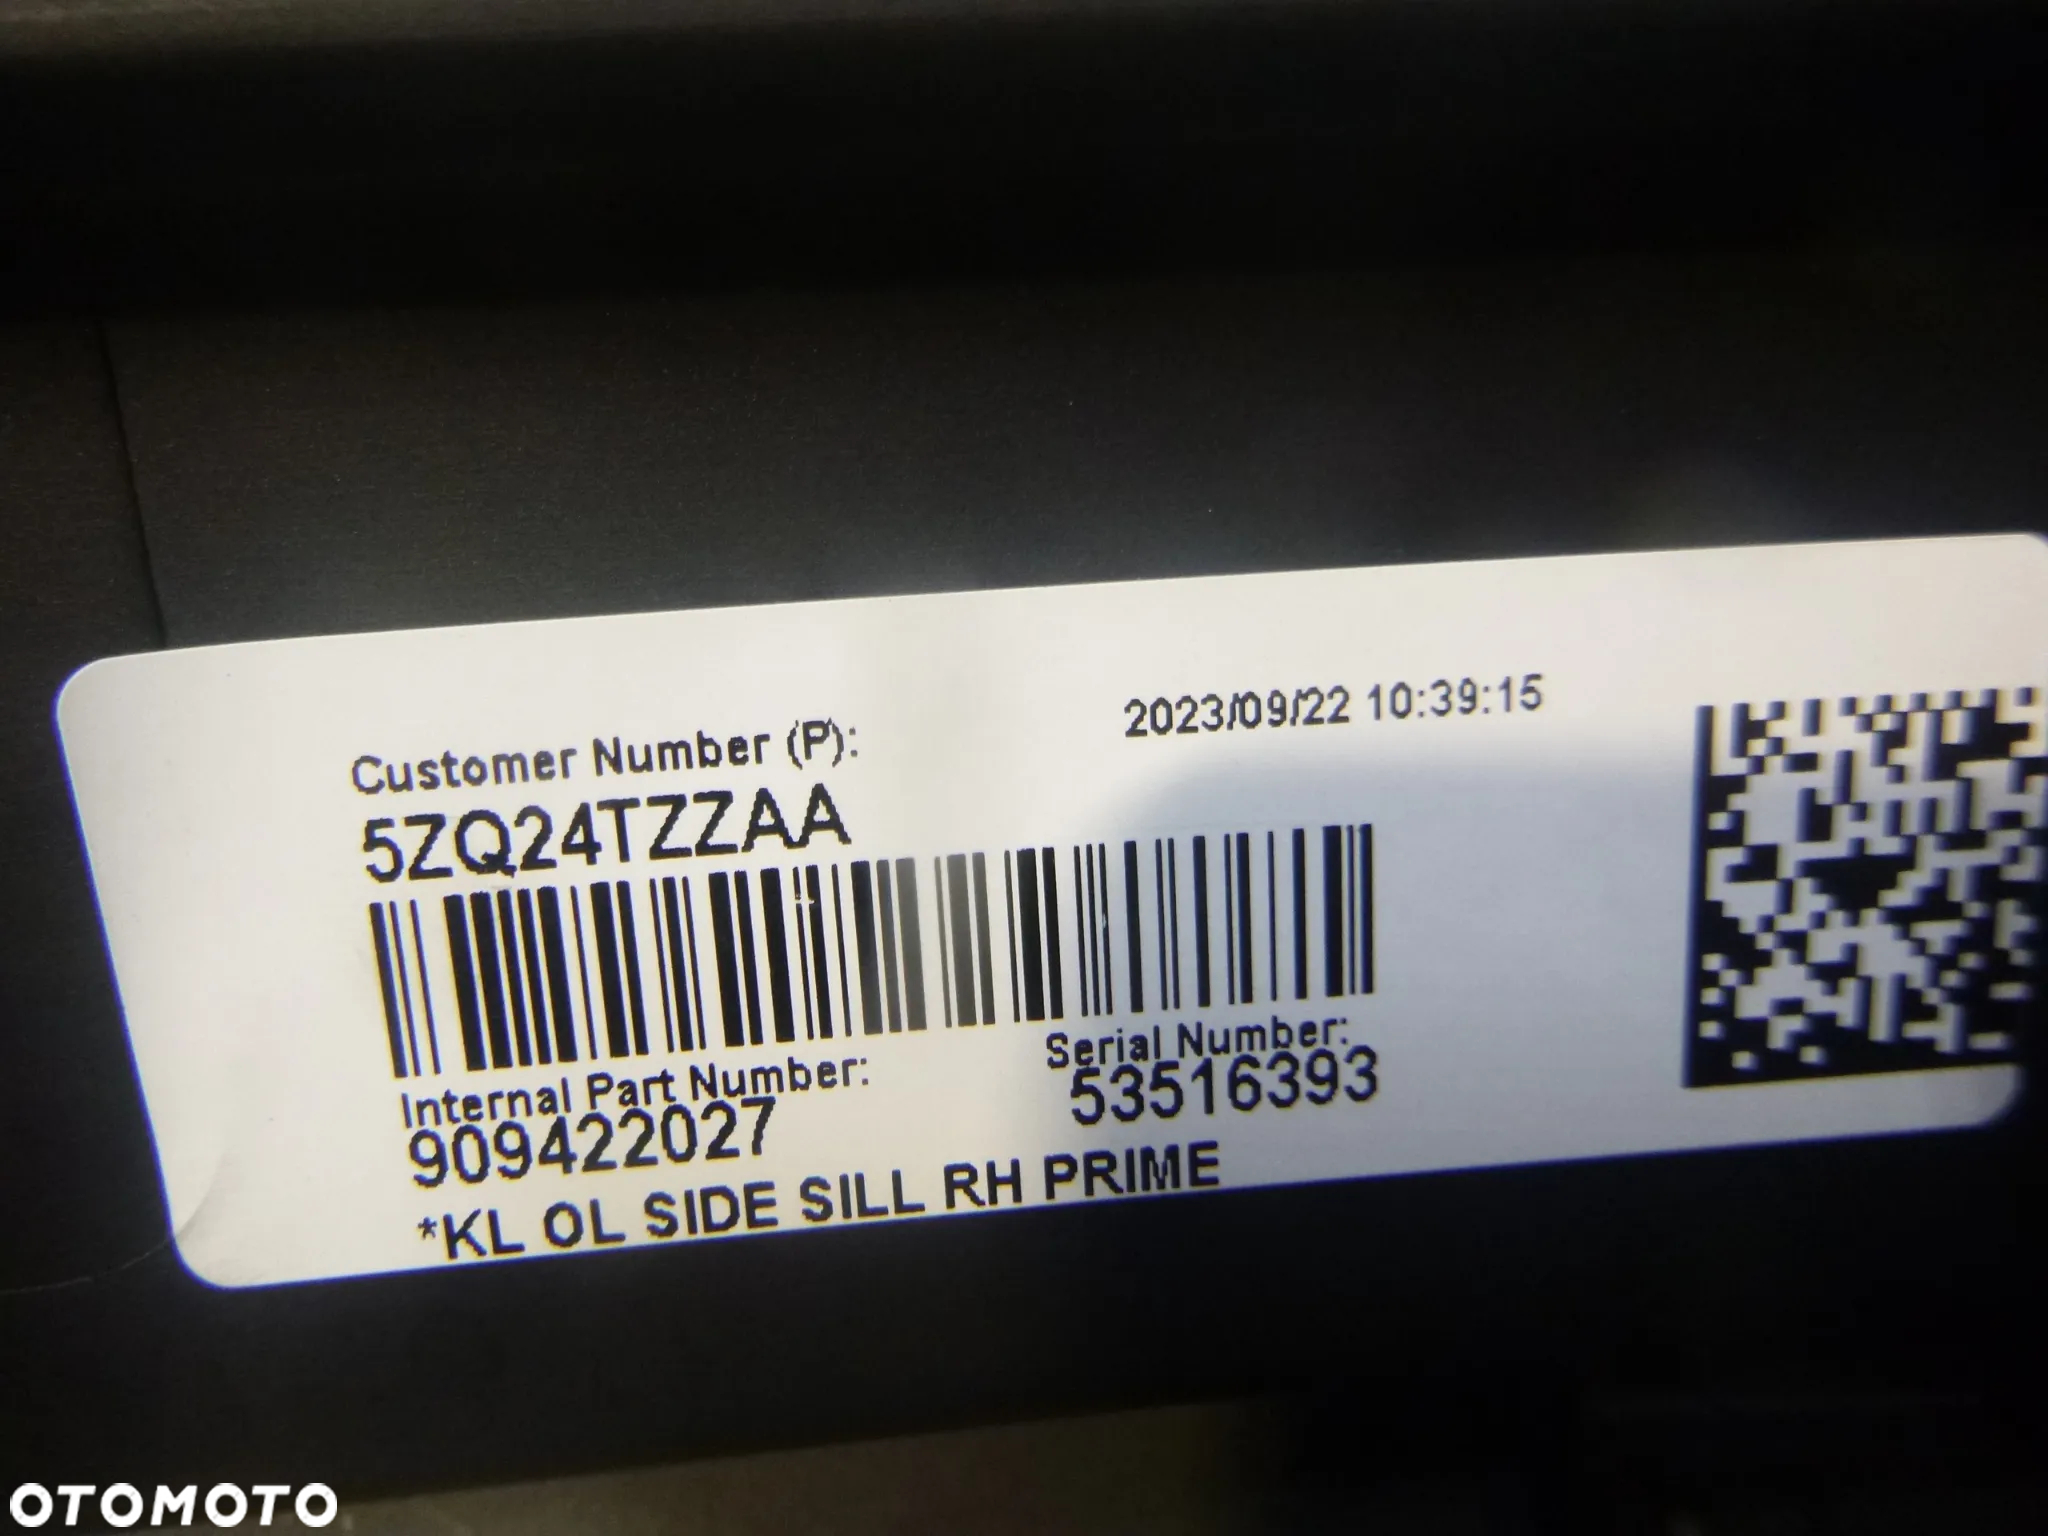 2023/09/22 10:39:15
Customer Number (P):
5ZQ24TZZAA
Internal Part Number:
909422027
Serial Number:
53516393
*KL OL SIDE SILL RH PRIME
OTOMOTO